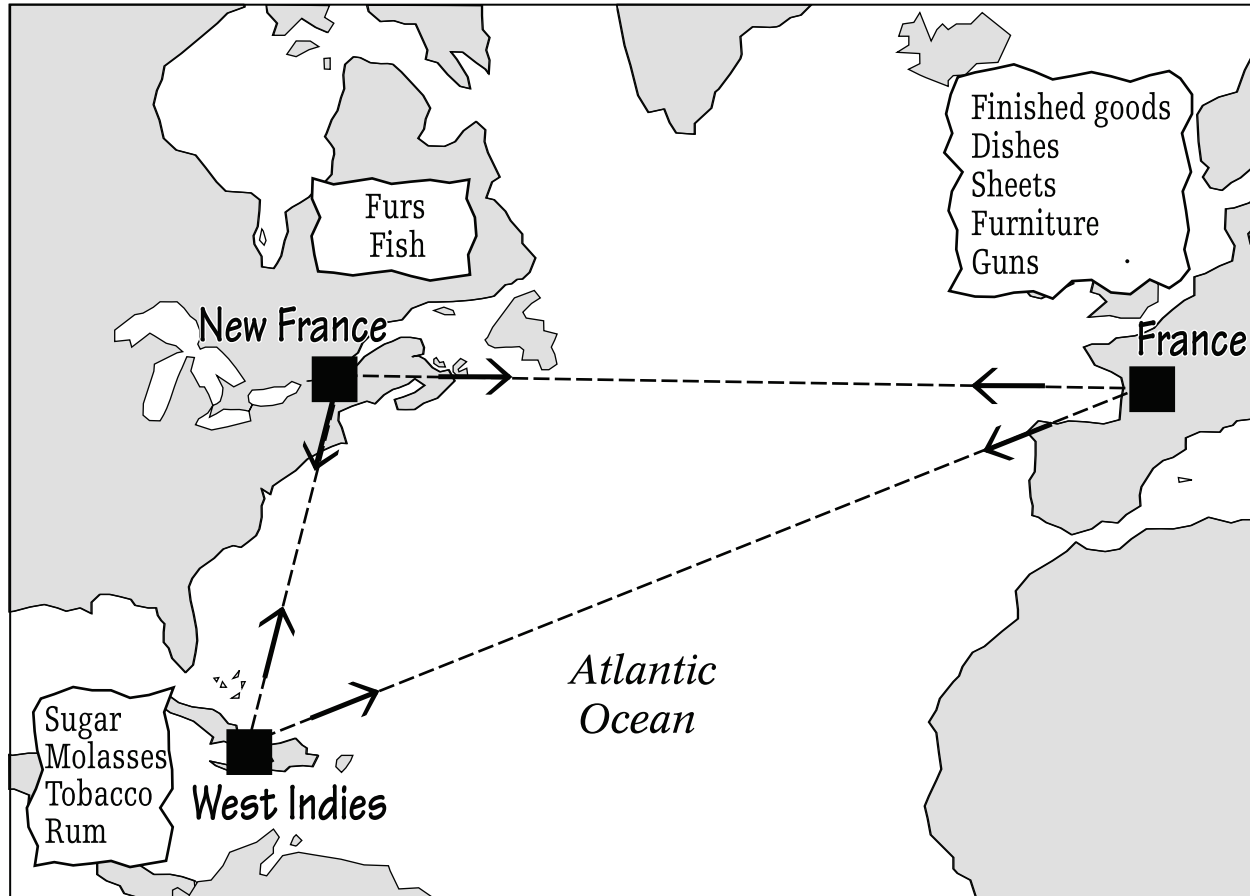 Finished goods
Dishes
Sheets
Furniture
Guns
Furs
Fish
New France
France
Atlantic
Ocean
Sugar
Molasses
Tobacco
Rum
West Indies